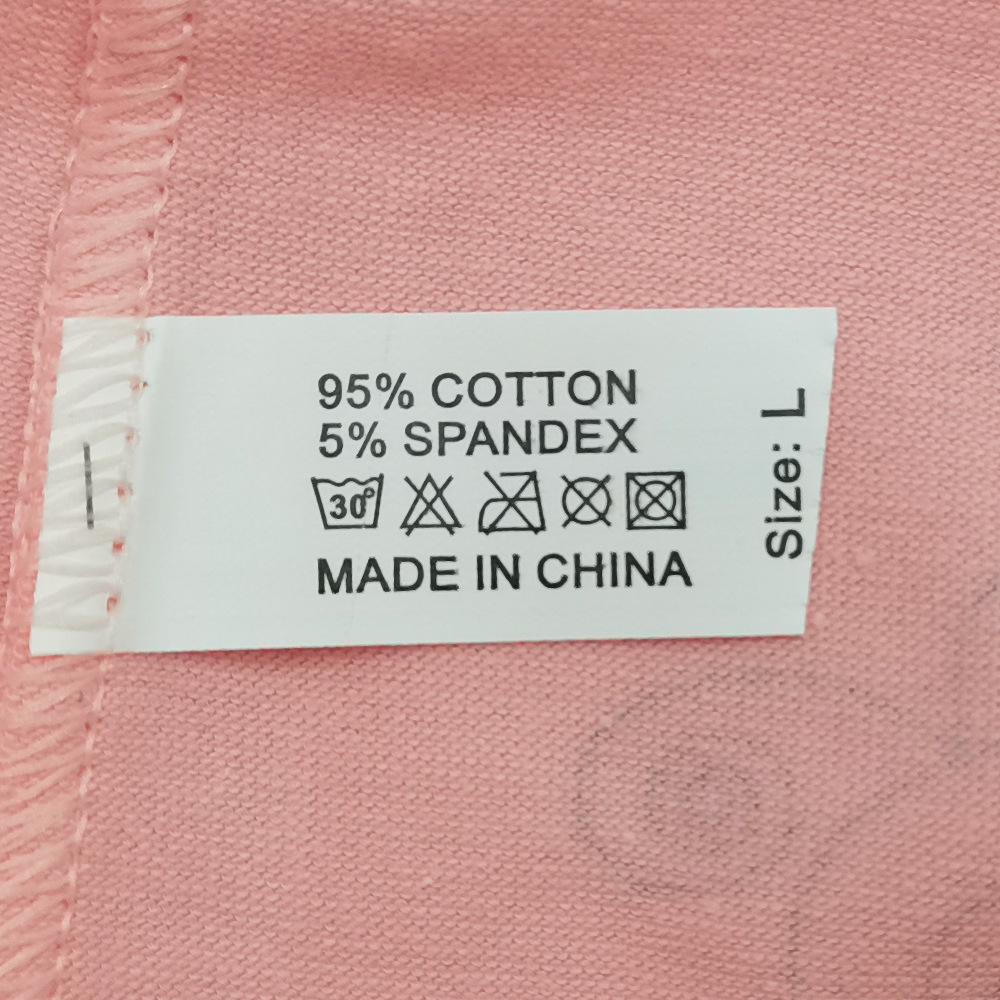 95% COTTON
5% SPANDEX
30°
MADE IN CHINA
Size: L